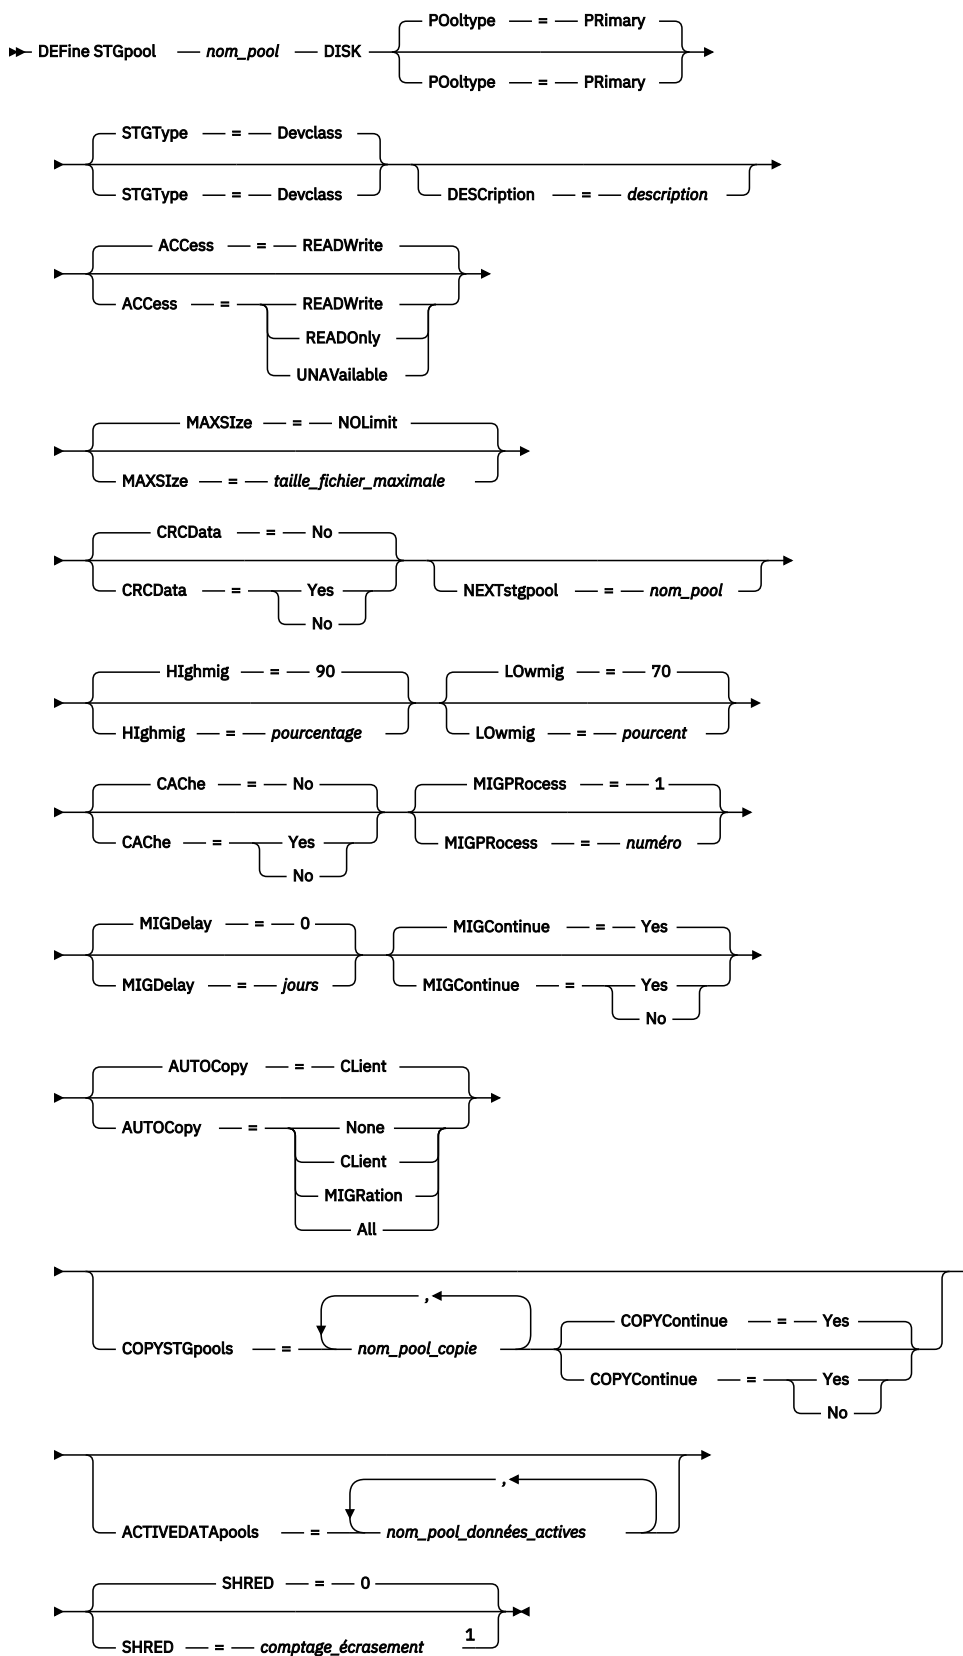 POoltype = PRimary
DEFine STGpool nom_pool DISK
POoltype = PRimary
STGType = Devclass
STGType = Devclass
DESCription = description
ACCess = READWrite
ACCess = READWrite
READOnly
UNAVailable
MAXSIze = NOLimit
MAXSIze = taille_fichier_maximale
CRCData = No
CRCData = Yes
No
NEXTstgpool = nom_pool
HIghmig = 90
HIghmig = pourcentage
LOwmig = 70
LOwmig = pourcent
CAChe = No
CAChe = Yes
No
MIGPRocess = 1
MIGPRocess = numéro
MIGDelay = 0
MIGDelay = jours
MIGContinue = Yes
MIGContinue = Yes
No
AUTOCopy = CLient
AUTOCopy = None
CLient
MIGRation
All
,
COPYSTGpools = nom_pool_copie
COPYContinue = Yes
COPYContinue = Yes
No
,
ACTIVEDATApools = nom_pool_données_actives
SHRED = 0
SHRED = comptage_écrasement 1